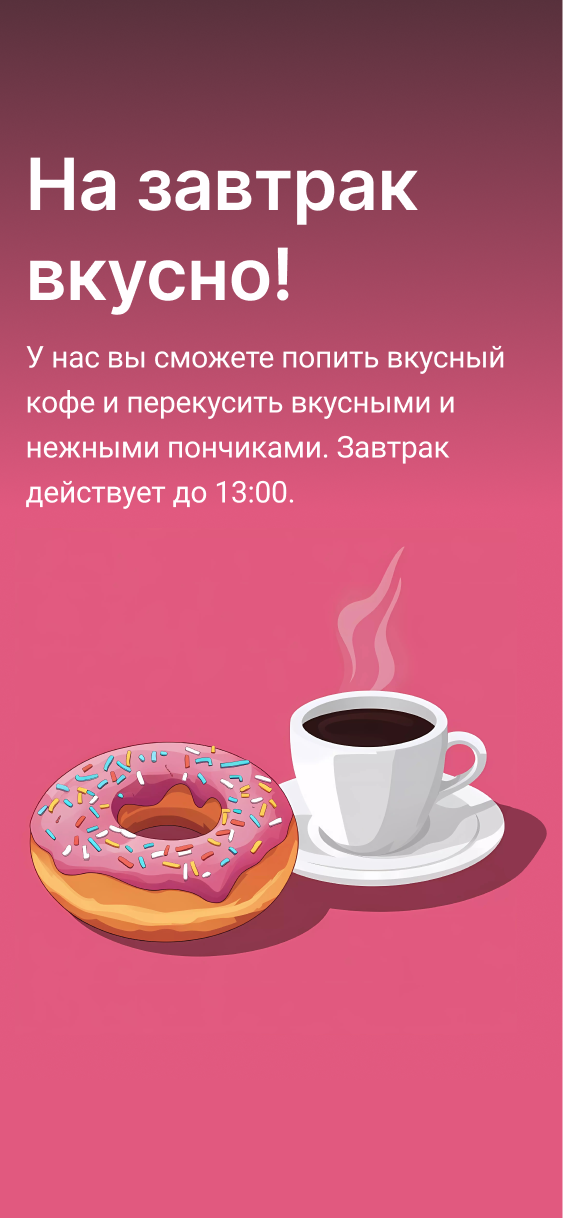 На завтрак
вкусно!
У нас вы сможете попить вкусный
кофе и перекусить вкусными и
нежными пончиками. Завтрак
действует до 13:00.